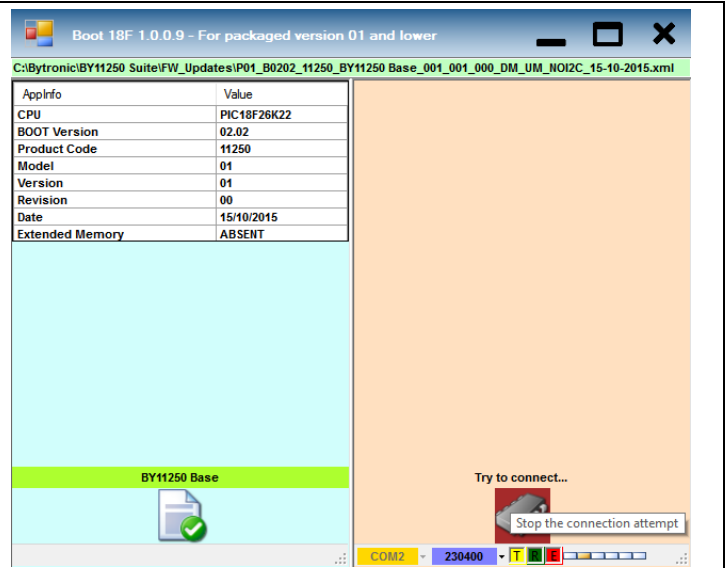 Boot 18F 1.0.0.9 - For packaged version 01 and lower
C:\Bytronic\BY11250 Suite\FW_Updates\P01_B0202_11250_BY11250 Base_001_001_000_DM_UM_NOI2C_15-10-2015.xml
AppInfo Value
CPU PIC18F26K22
BOOT Version 02.02
Product Code 11250
Model 01
Version 01
Revision 00
Date 15/10/2015
Extended Memory ABSENT
BY11250 Base
Try to connect...
Stop the connection attempt
COM2 230400 T R E